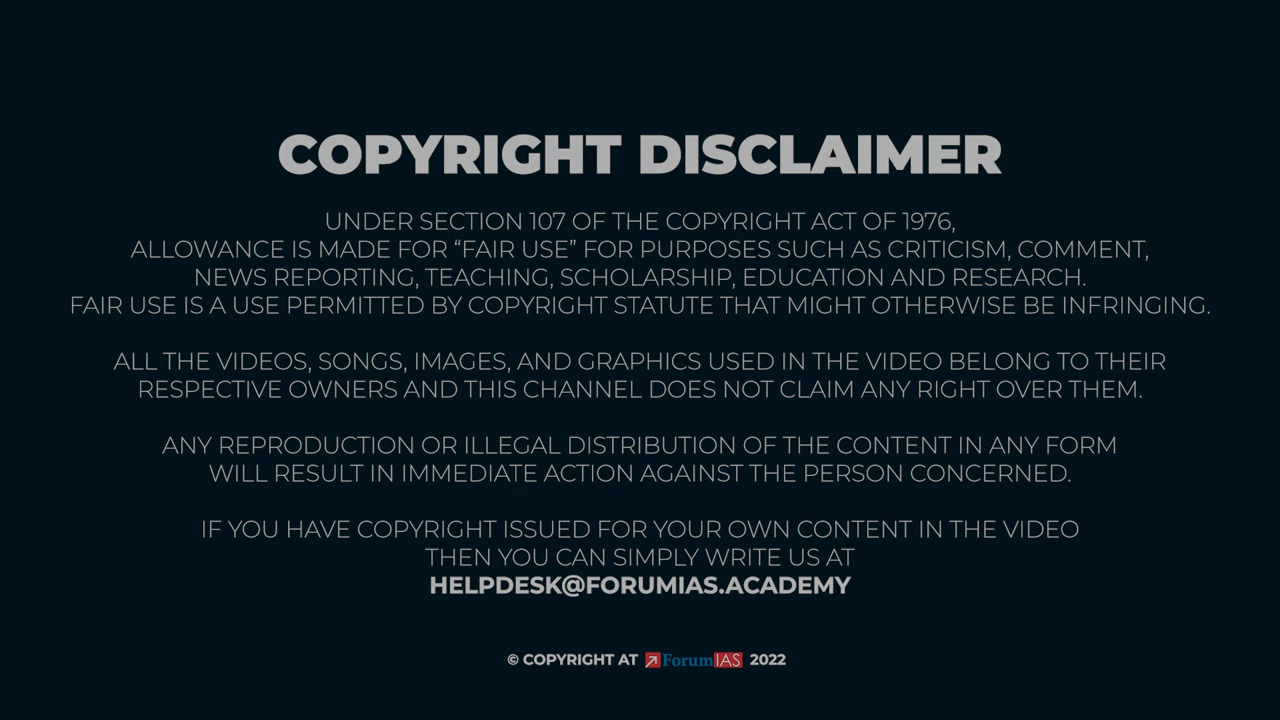 COPYRIGHT DISCLAIMER
UNDER SECTION 107 OF THE COPYRIGHT ACT OF 1976,
ALLOWANCE IS MADE FOR “FAIR USE” FOR PURPOSES SUCH AS CRITICISM, COMMENT,
NEWS REPORTING, TEACHING, SCHOLARSHIP, EDUCATION AND RESEARCH.
FAIR USE IS A USE PERMITTED BY COPYRIGHT STATUTE THAT MIGHT OTHERWISE BE INFRINGING.
ALL THE VIDEOS, SONGS, IMAGES, AND GRAPHICS USED IN THE VIDEO BELONG TO THEIR
RESPECTIVE OWNERS AND THIS CHANNEL DOES NOT CLAIM ANY RIGHT OVER THEM.
ANY REPRODUCTION OR ILLEGAL DISTRIBUTION OF THE CONTENT IN ANY FORM
WILL RESULT IN IMMEDIATE ACTION AGAINST THE PERSON CONCERNED.
IF YOU HAVE COPYRIGHT ISSUED FOR YOUR OWN CONTENT IN THE VIDEO
THEN YOU CAN SIMPLY WRITE US AT
HELPDESK@FORUMIAS.ACADEMY
© COPYRIGHT AT ForumIAS 2022